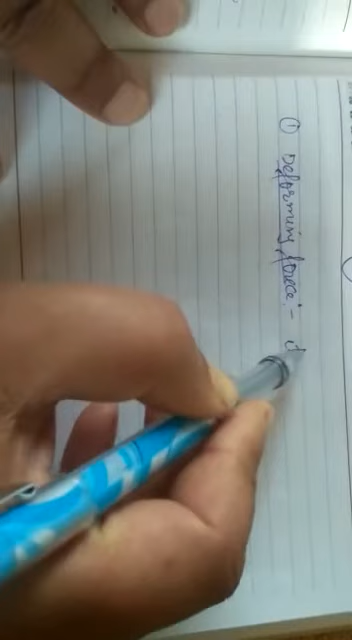 ① Deforming force :-